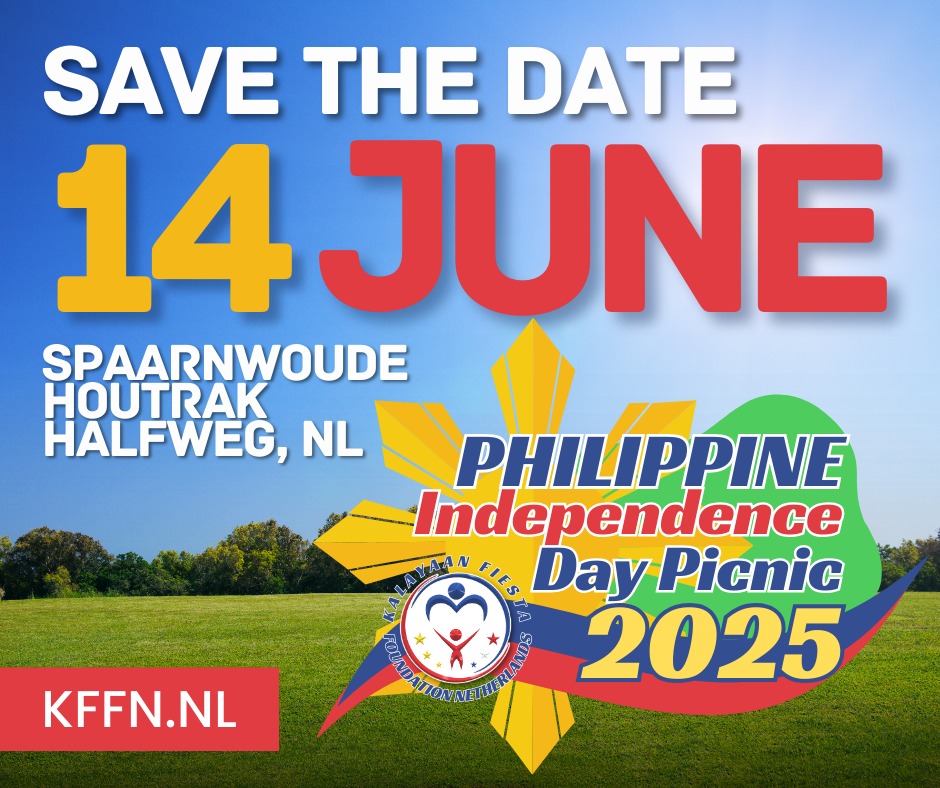 SAVE THE DATE
14 JUNE
SPAARNWOUDE
HOUTRAK
HALFWEG, NL
PHILIPPINE
Independence
Day Picnic
2025
KALAYAAN FIESTA
FOUNDATION NETHERLANDS
KFFN.NL